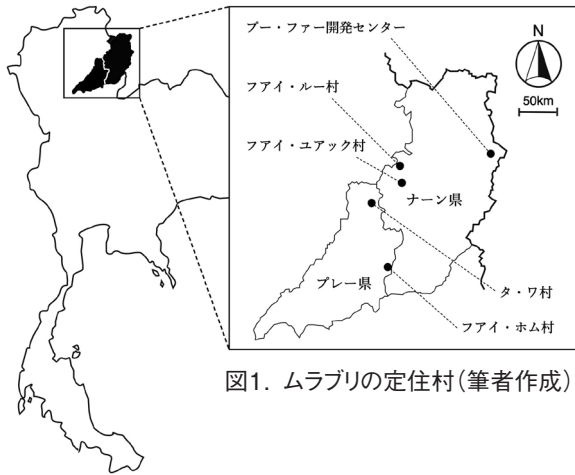 プー・ファー開発センター
N
50km
フアイ・ルー村
フアイ・ユアック村
ナーン県
プレー県
タ・ワ村
フアイ・ホム村
図1. ムラブリの定住村(筆者作成)